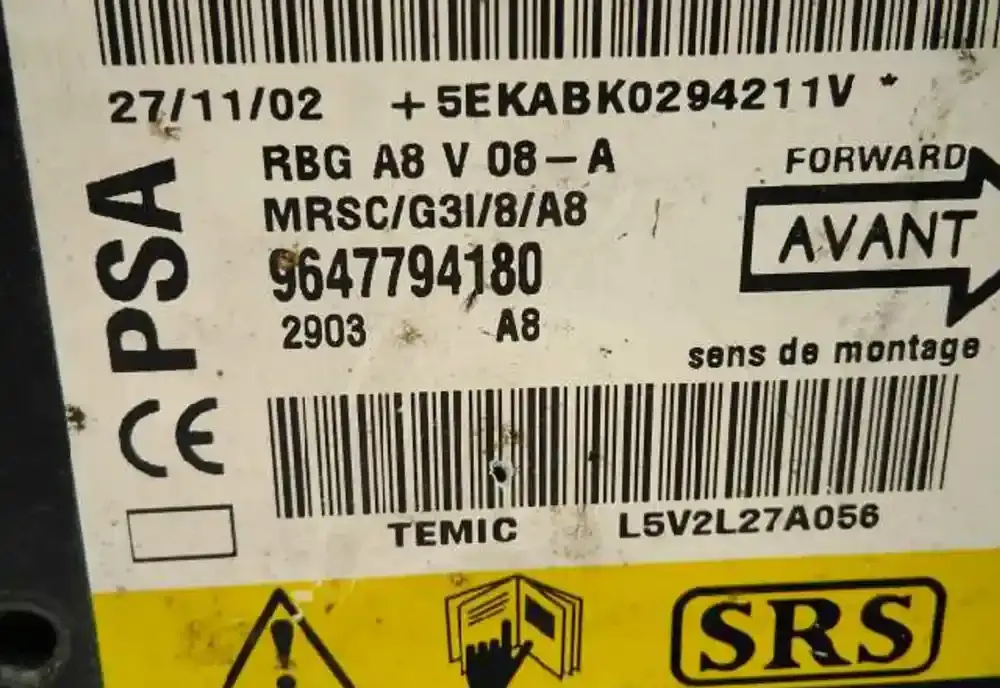 27/11/02 +5EKABK0294211V *
RBG A8 V 08-A
MRSC/G3I/8/A8
9647794180
2903 A8
PSA
CE
FORWARD
AVANT
sens de montage
TEMIC L5V2L27A056
SRS